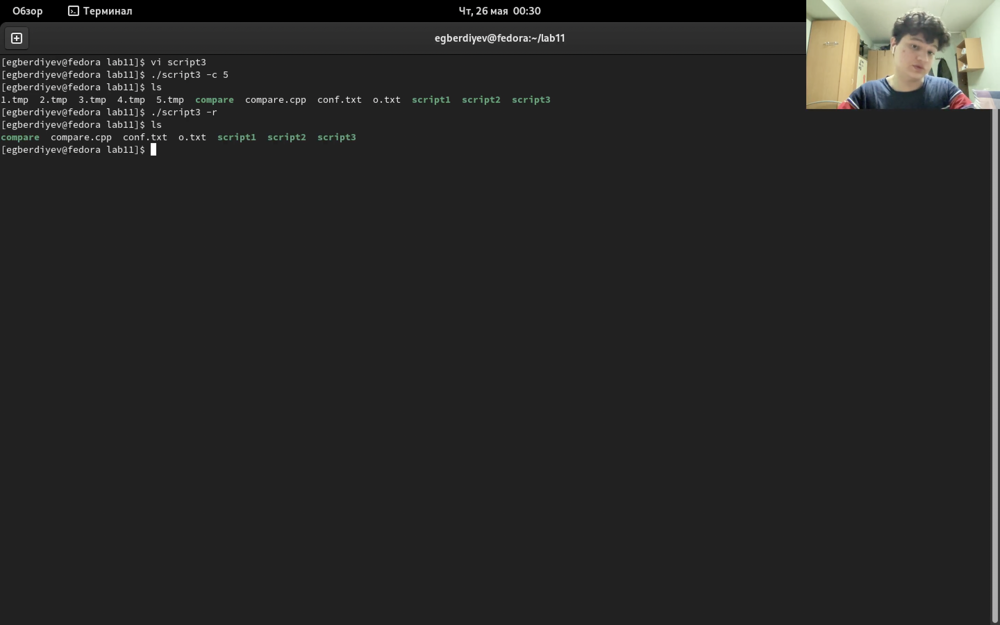 Обзор Терминал Чт, 26 мая 00:30
egberdiyev@fedora:~/lab11
[egberdiyev@fedora lab11]$ vi script3
[egberdiyev@fedora lab11]$ ./script3 -c 5
[egberdiyev@fedora lab11]$ ls
1.tmp 2.tmp 3.tmp 4.tmp 5.tmp compare compare.cpp conf.txt o.txt script1 script2 script3
[egberdiyev@fedora lab11]$ ./script3 -r
[egberdiyev@fedora lab11]$ ls
compare compare.cpp conf.txt o.txt script1 script2 script3
[egberdiyev@fedora lab11]$